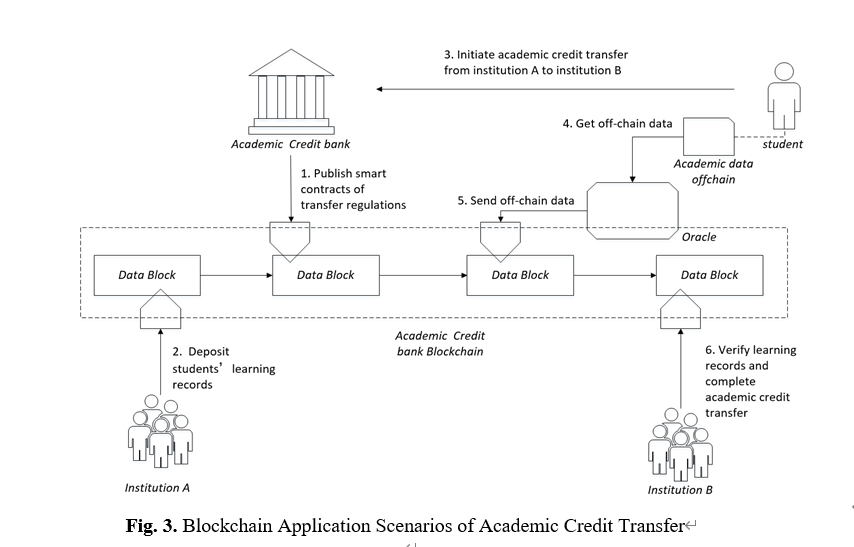 3. Initiate academic credit transfer
from institution A to institution B
4. Get off-chain data
student
Academic Credit bank
Academic data
offchain
1. Publish smart
contracts of
transfer regulations
5. Send off-chain data
Oracle
Data Block
Data Block
Data Block
Data Block
Academic Credit
bank Blockchain
2. Deposit
students’ learning
records
6. Verify learning
records and
complete
academic credit
transfer
Institution A
Institution B
Fig. 3. Blockchain Application Scenarios of Academic Credit Transfer